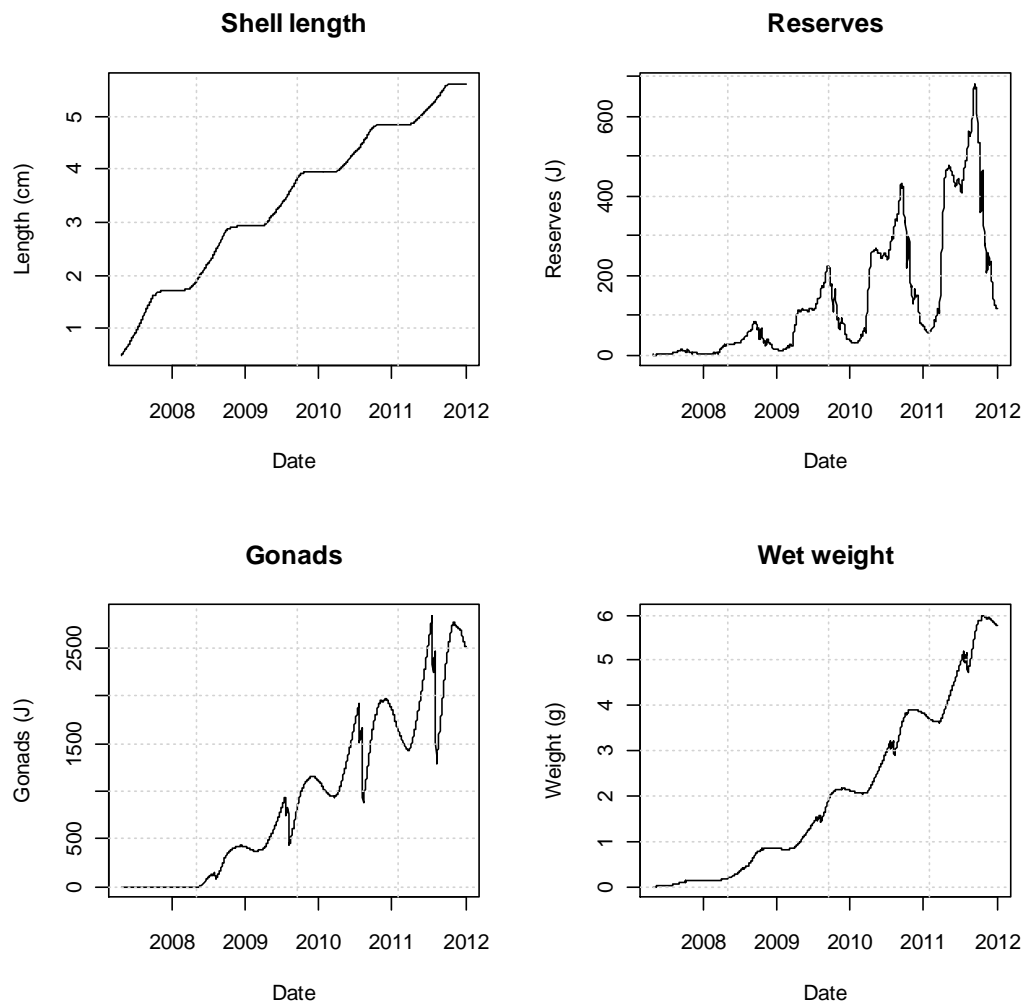 Shell length
Length (cm)
5
4
3
2
1
2008 2009 2010 2011 2012
Date
Reserves
Reserves (J)
600
400
200
0
2008 2009 2010 2011 2012
Date
Gonads
Gonads (J)
2500
1500
500
0
2008 2009 2010 2011 2012
Date
Wet weight
Weight (g)
6
5
4
3
2
1
0
2008 2009 2010 2011 2012
Date